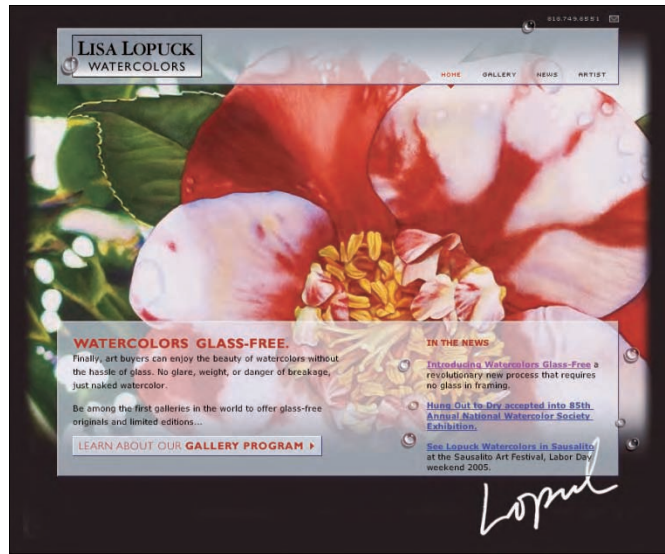 610.749.6551
LISA LOPUCK
WATERCOLORS
HOME GALLERY NEWS ARTIST
WATERCOLORS GLASS-FREE.
Finally, art buyers can enjoy the beauty of watercolors without
the hassle of glass. No glare, weight, or danger of breakage,
just naked watercolor.
Be among the first galleries in the world to offer glass-free
originals and limited editions...
LEARN ABOUT OUR GALLERY PROGRAM
IN THE NEWS
Introducing Watercolors Glass-Free a
revolutionary new process that requires
no glass in framing.
Hung Out to Dry accepted into 85th
Annual National Watercolor Society
Exhibition.
See Lopuck Watercolors in Sausalito
at the Sausalito Art Festival, Labor Day
weekend 2005.